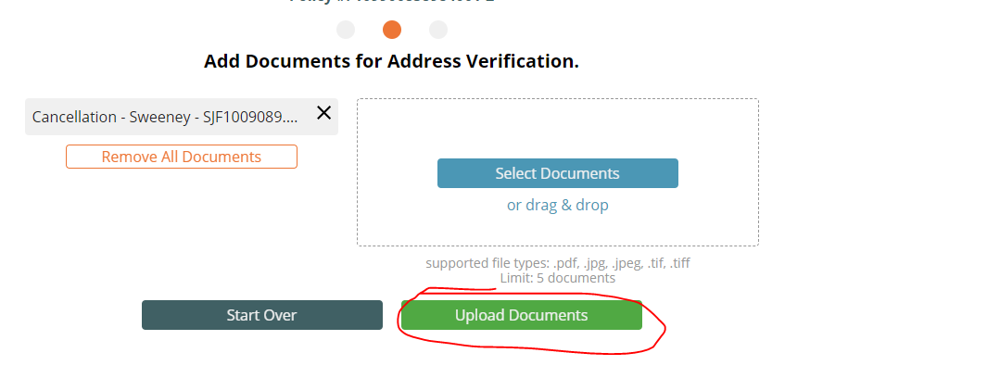 Add Documents for Address Verification.
Cancellation - Sweeney - SJF1009089....
Remove All Documents
Select Documents
or drag & drop
supported file types: .pdf, .jpg, .jpeg, .tif, .tiff
Limit: 5 documents
Start Over
Upload Documents